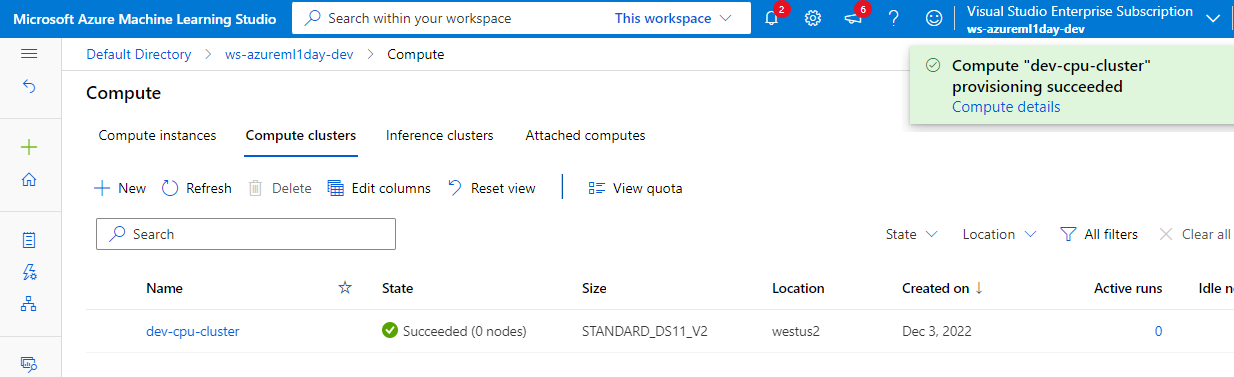 Microsoft Azure Machine Learning Studio
Search within your workspace
This workspace
2
6
?
Visual Studio Enterprise Subscription
ws-azureml1day-dev
Default Directory > ws-azureml1day-dev > Compute
Compute "dev-cpu-cluster"
provisioning succeeded
Compute details
Compute
Compute instances Compute clusters Inference clusters Attached computes
New Refresh Delete Edit columns Reset view View quota
Search
State Location All filters Clear all
Name State Size Location Created on ↓ Active runs Idle n
dev-cpu-cluster Succeeded (0 nodes) STANDARD_DS11_V2 westus2 Dec 3, 2022 0